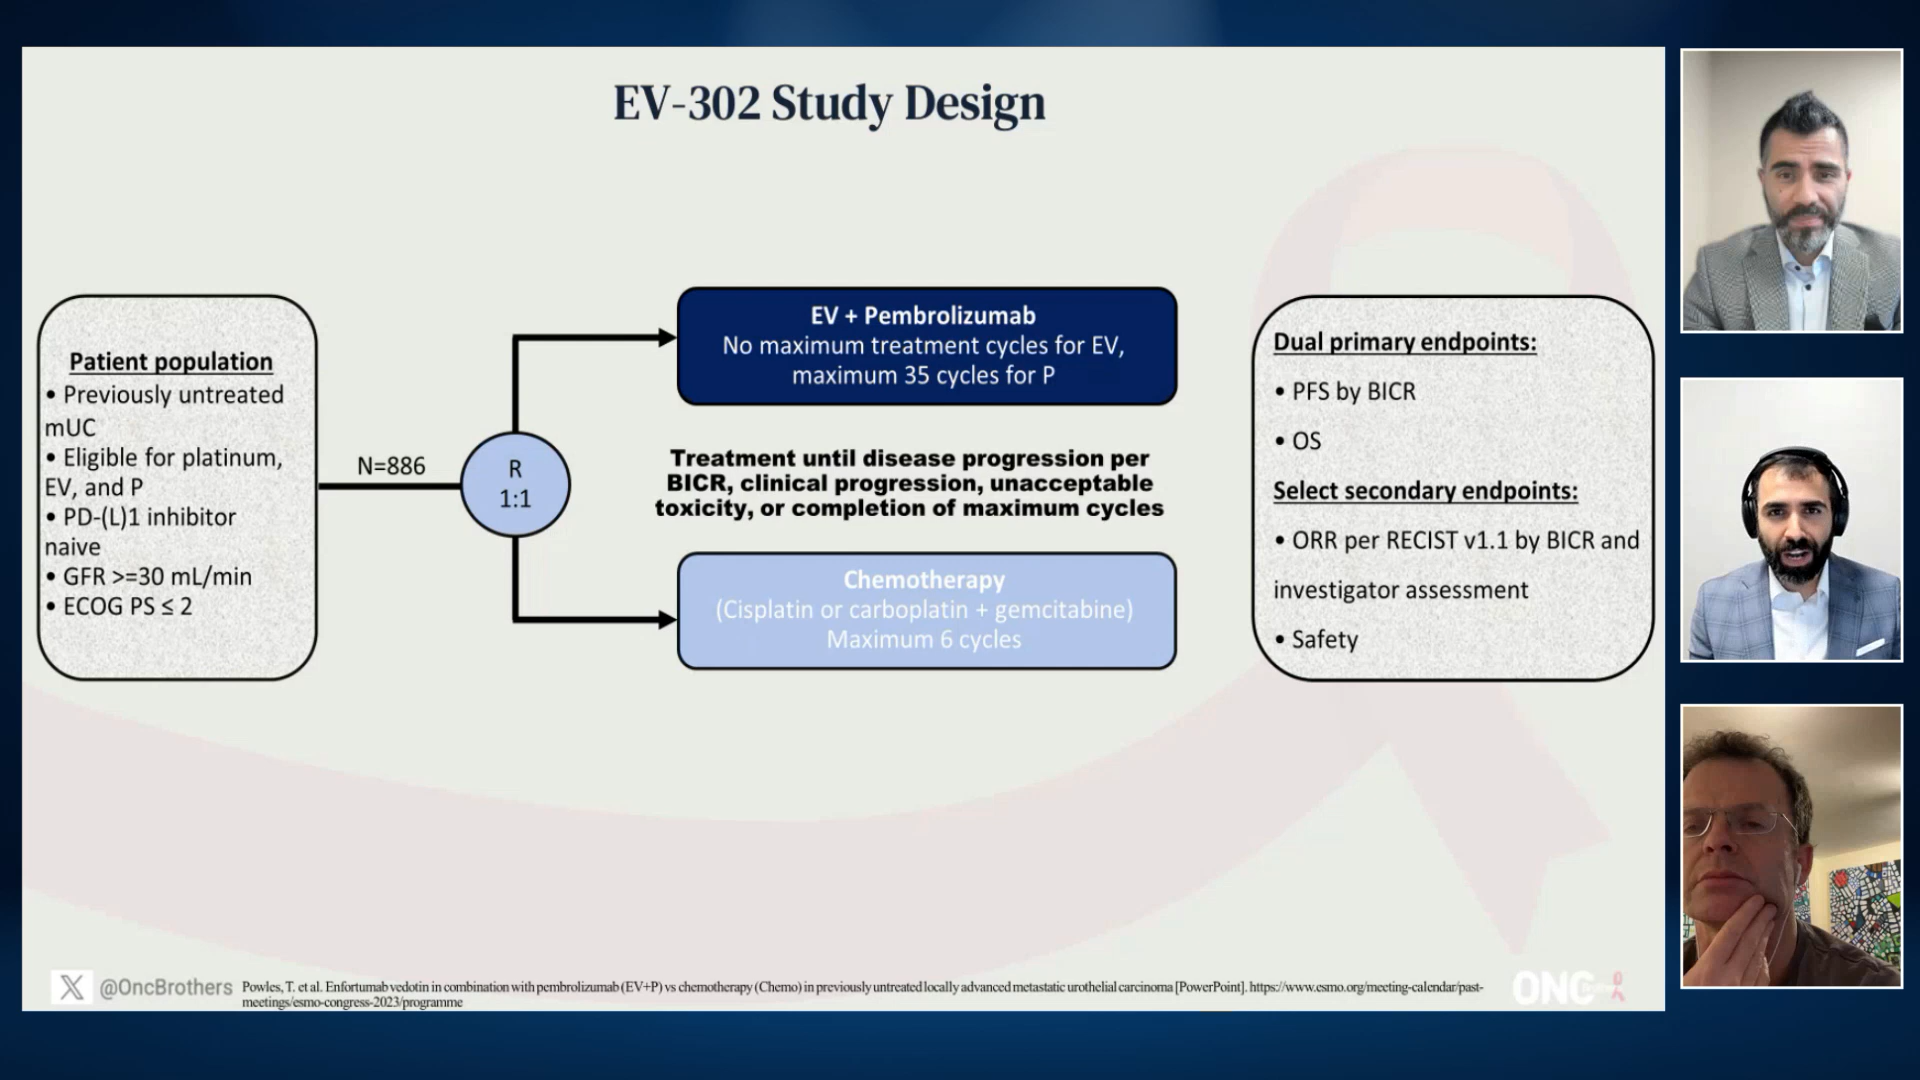 EV-302 Study Design
Patient population
• Previously untreated
mUC
• Eligible for platinum,
EV, and P
• PD-(L)1 inhibitor
naive
• GFR >=30 mL/min
• ECOG PS ≤ 2
N=886
R
1:1
EV + Pembrolizumab
No maximum treatment cycles for EV,
maximum 35 cycles for P
Treatment until disease progression per
BICR, clinical progression, unacceptable
toxicity, or completion of maximum cycles
Chemotherapy
(Cisplatin or carboplatin + gemcitabine)
Maximum 6 cycles
Dual primary endpoints:
• PFS by BICR
• OS
Select secondary endpoints:
• ORR per RECIST v1.1 by BICR and
investigator assessment
• Safety
X @OncBrothers
Powles, T. et al. Enfortumab vedotin in combination with pembrolizumab (EV+P) vs chemotherapy (Chemo) in previously untreated locally advanced metastatic urothelial carcinoma [PowerPoint]. https://www.esmo.org/meeting-calendar/past-
meetings/esmo-congress-2023/programme
ONC